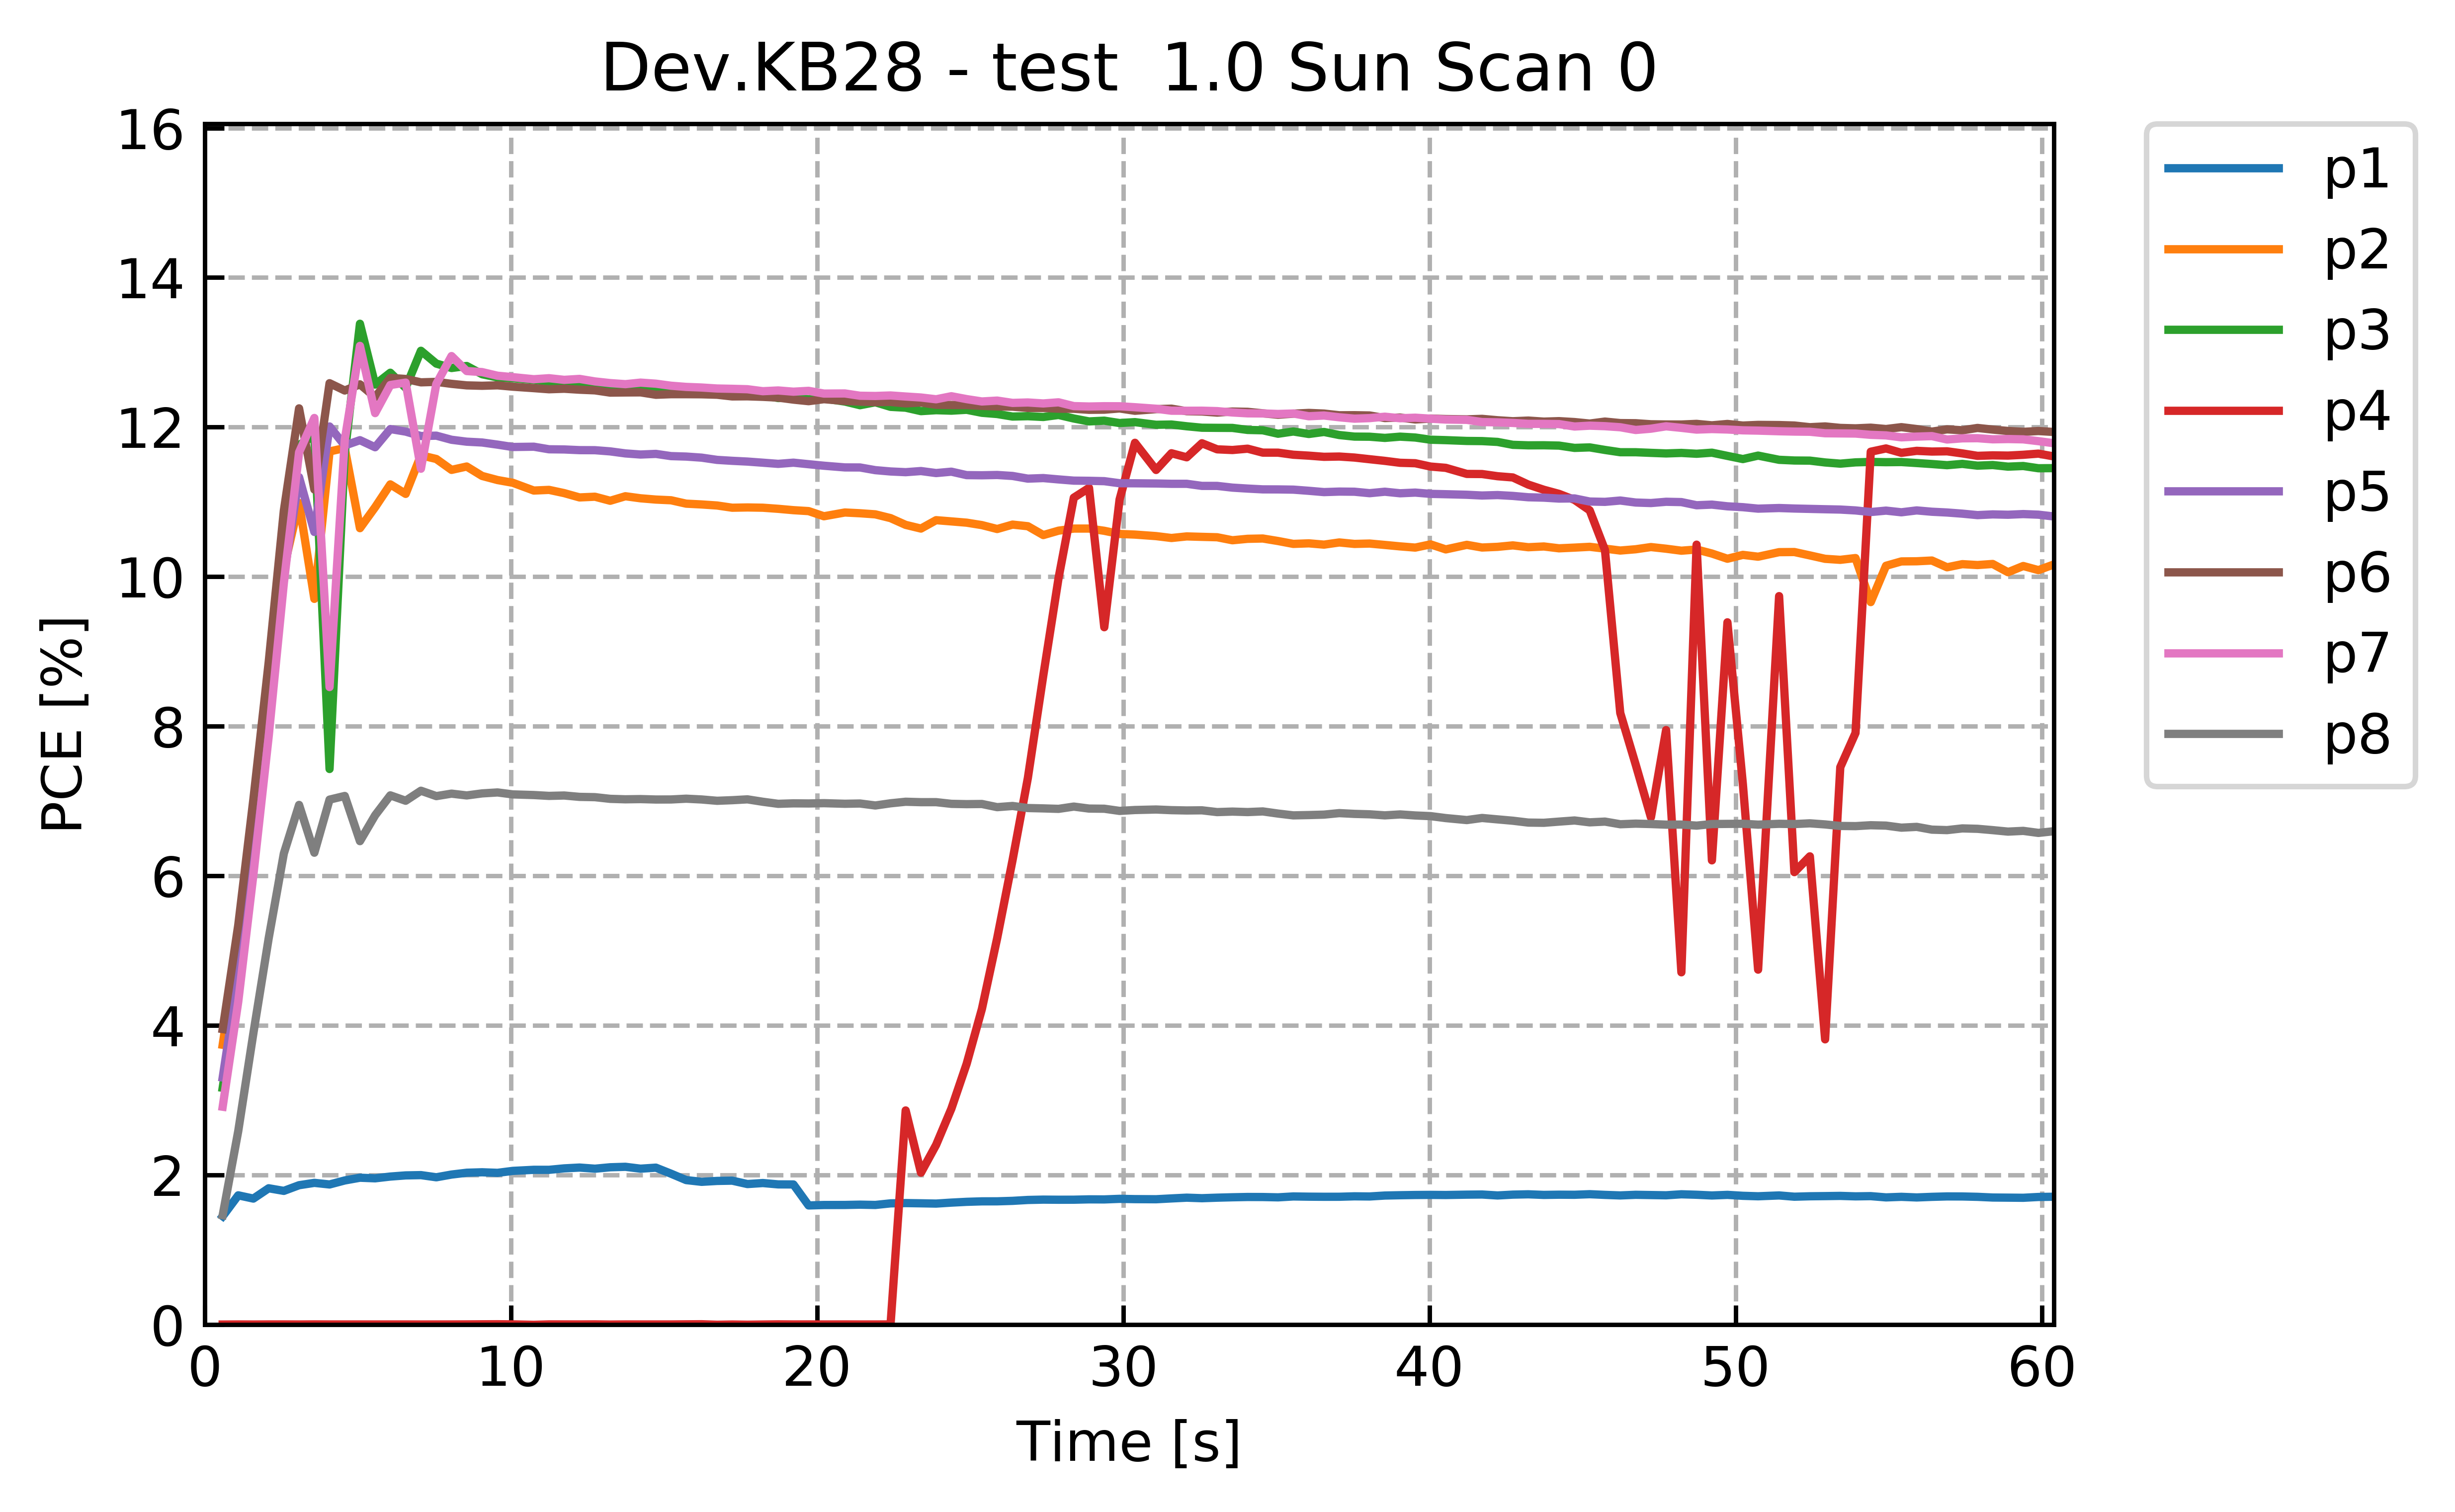 Dev.KB28 - test  1.0 Sun Scan 0
16
14
12
10
8
6
4
2
0
PCE [%]
0 10 20 30 40 50 60
Time [s]
p1
p2
p3
p4
p5
p6
p7
p8